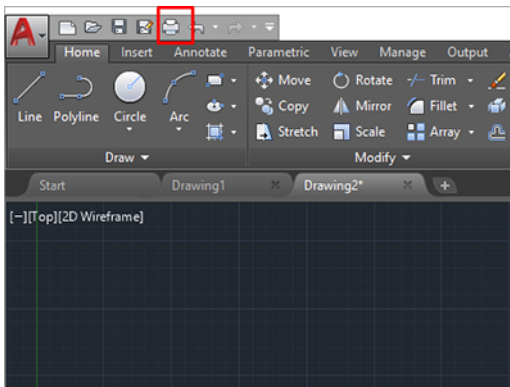 A
Home Insert Annotate Parametric View Manage Output
Move Rotate Trim
Copy Mirror Fillet
Line Polyline Circle Arc
Stretch Scale Array
Draw Modify
Start Drawing1 Drawing2*
[−][Top][2D Wireframe]